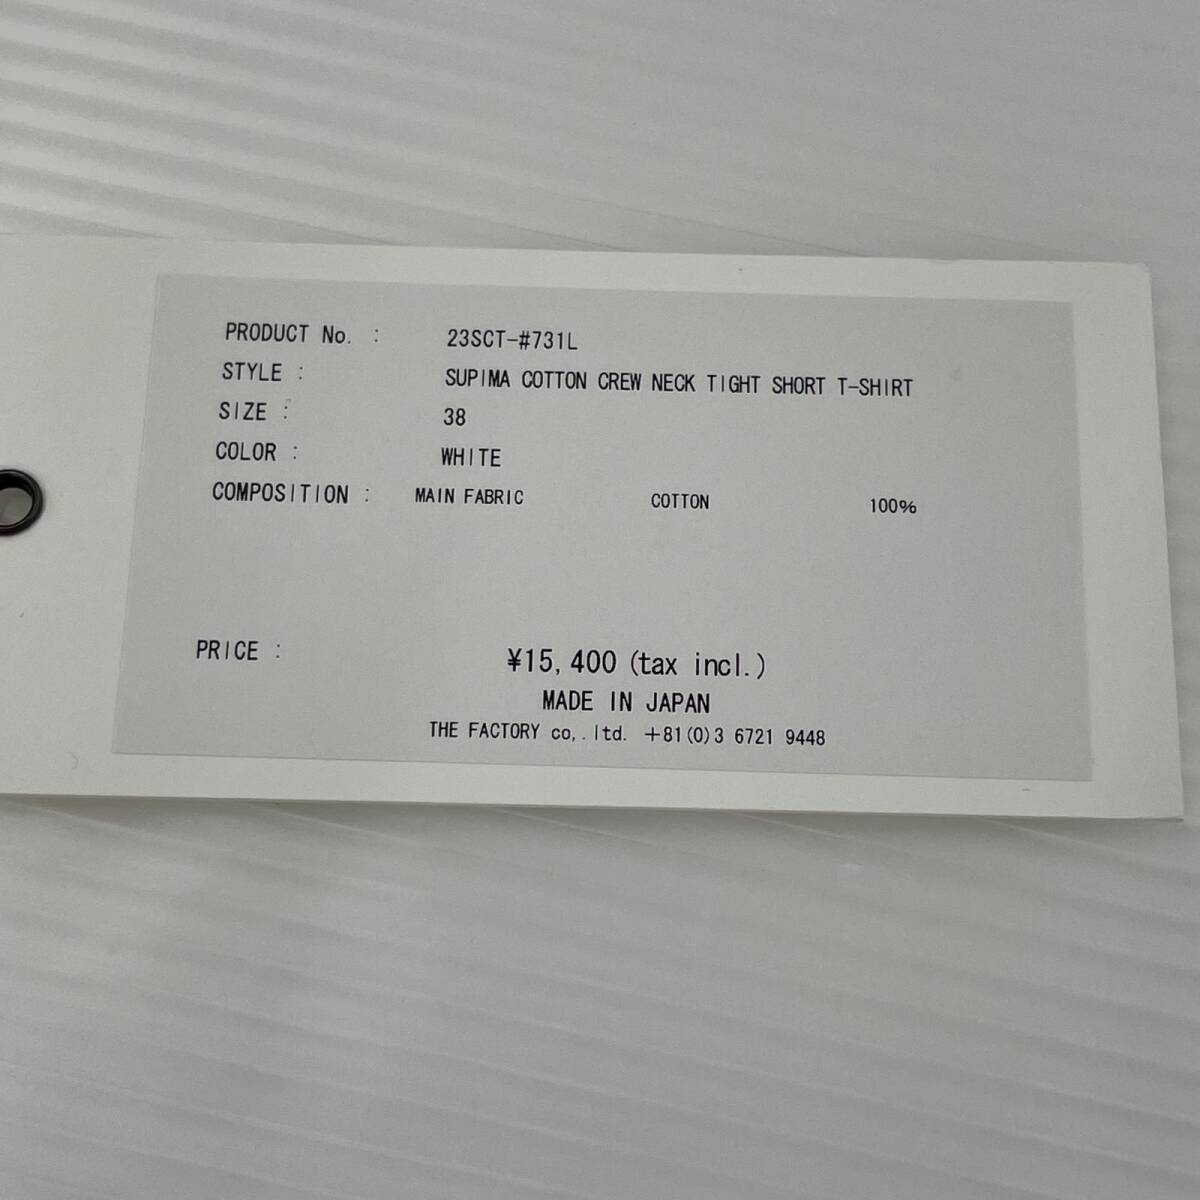 PRODUCT No. : 23SCT-#731L
STYLE : SUPIMA COTTON CREW NECK TIGHT SHORT T-SHIRT
SIZE : 38
COLOR : WHITE
COMPOSITION : MAIN FABRIC COTTON 100%
PRICE : ¥15,400 (tax incl.)
MADE IN JAPAN
THE FACTORY co,.ltd. +81(0)3 6721 9448